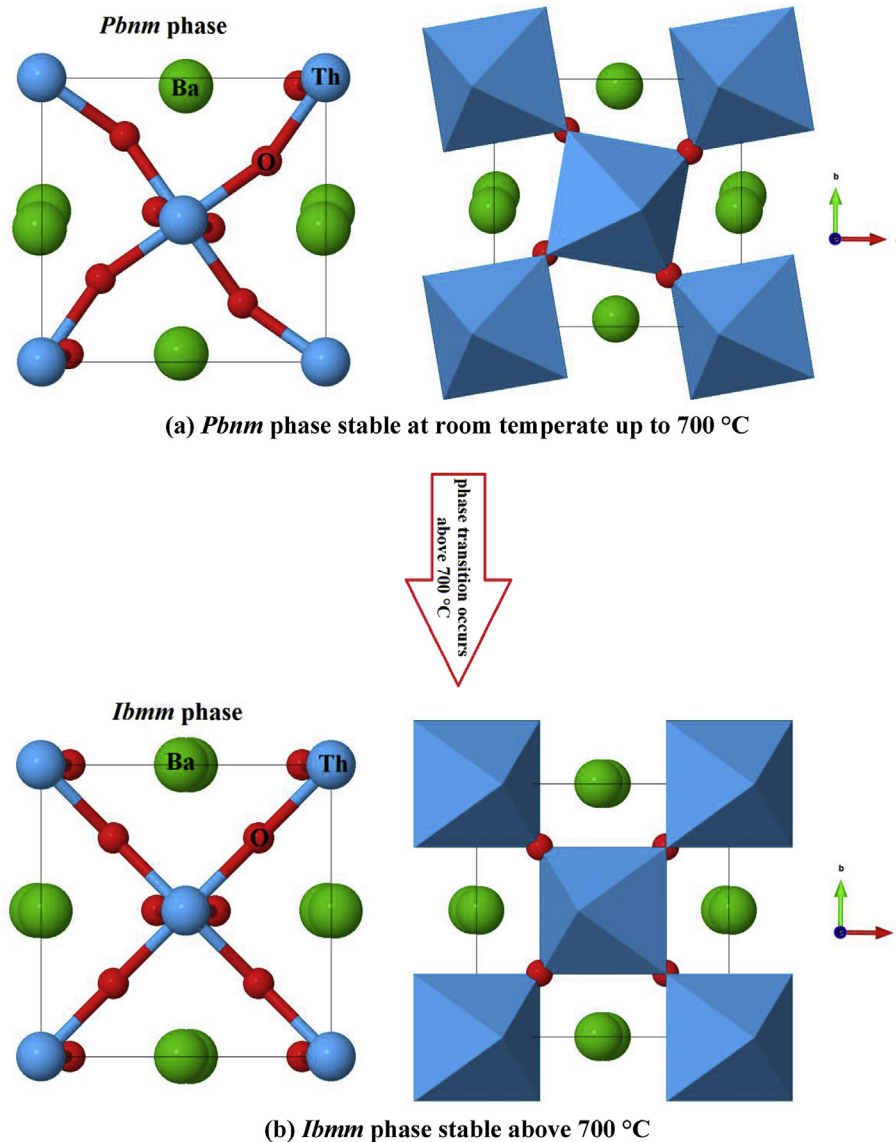 Pbnm phase
Ba
Th
O
b
(a) Pbnm phase stable at room temperate up to 700 °C
phase transition occurs
above 700 °C
Ibmm phase
Ba
Th
O
b
(b) Ibmm phase stable above 700 °C